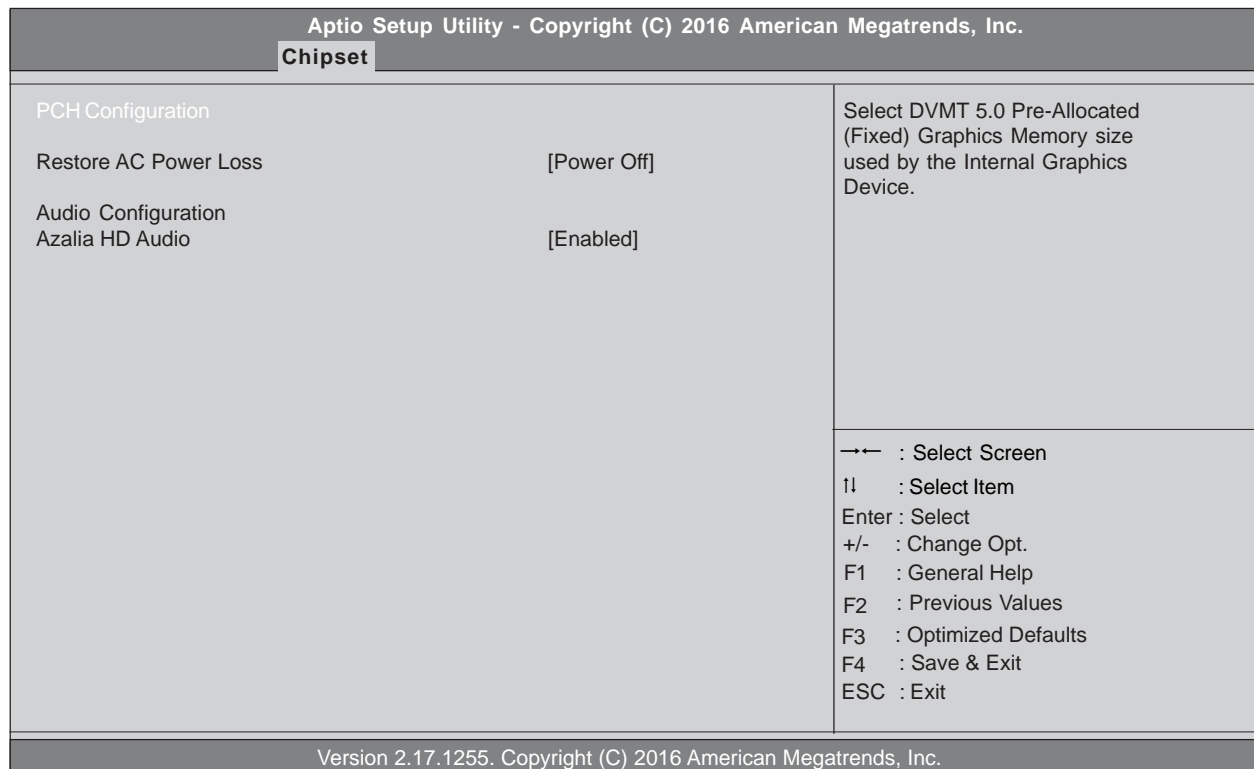 Aptio Setup Utility - Copyright (C) 2016 American Megatrends, Inc.
Chipset
PCH Configuration
Restore AC Power Loss [Power Off]
Audio Configuration
Azalia HD Audio [Enabled]
Select DVMT 5.0 Pre-Allocated
(Fixed) Graphics Memory size
used by the Internal Graphics
Device.
→← : Select Screen
↑↓ : Select Item
Enter : Select
+/- : Change Opt.
F1 : General Help
F2 : Previous Values
F3 : Optimized Defaults
F4 : Save & Exit
ESC : Exit
Version 2.17.1255. Copyright (C) 2016 American Megatrends, Inc.